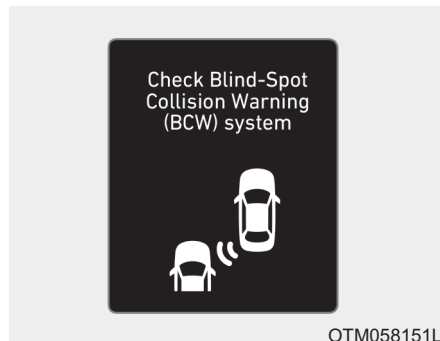 Check Blind-Spot
Collision Warning
(BCW) system
OTM058151L